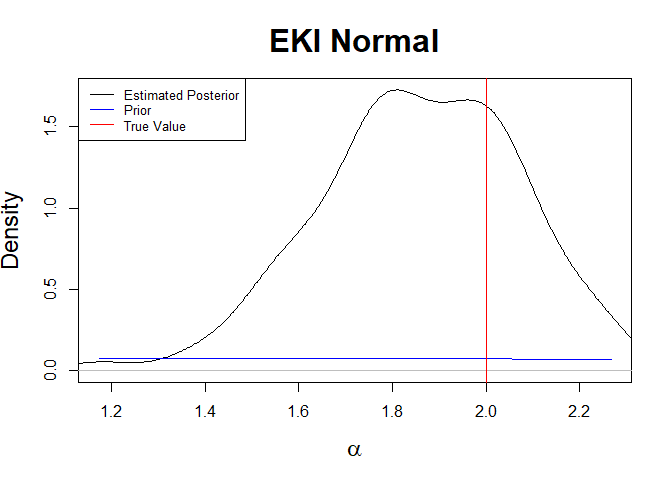 EKI Normal
Estimated Posterior
Prior
True Value
Density
0.0
0.5
1.0
1.5
1.2
1.4
1.6
1.8
2.0
2.2
α